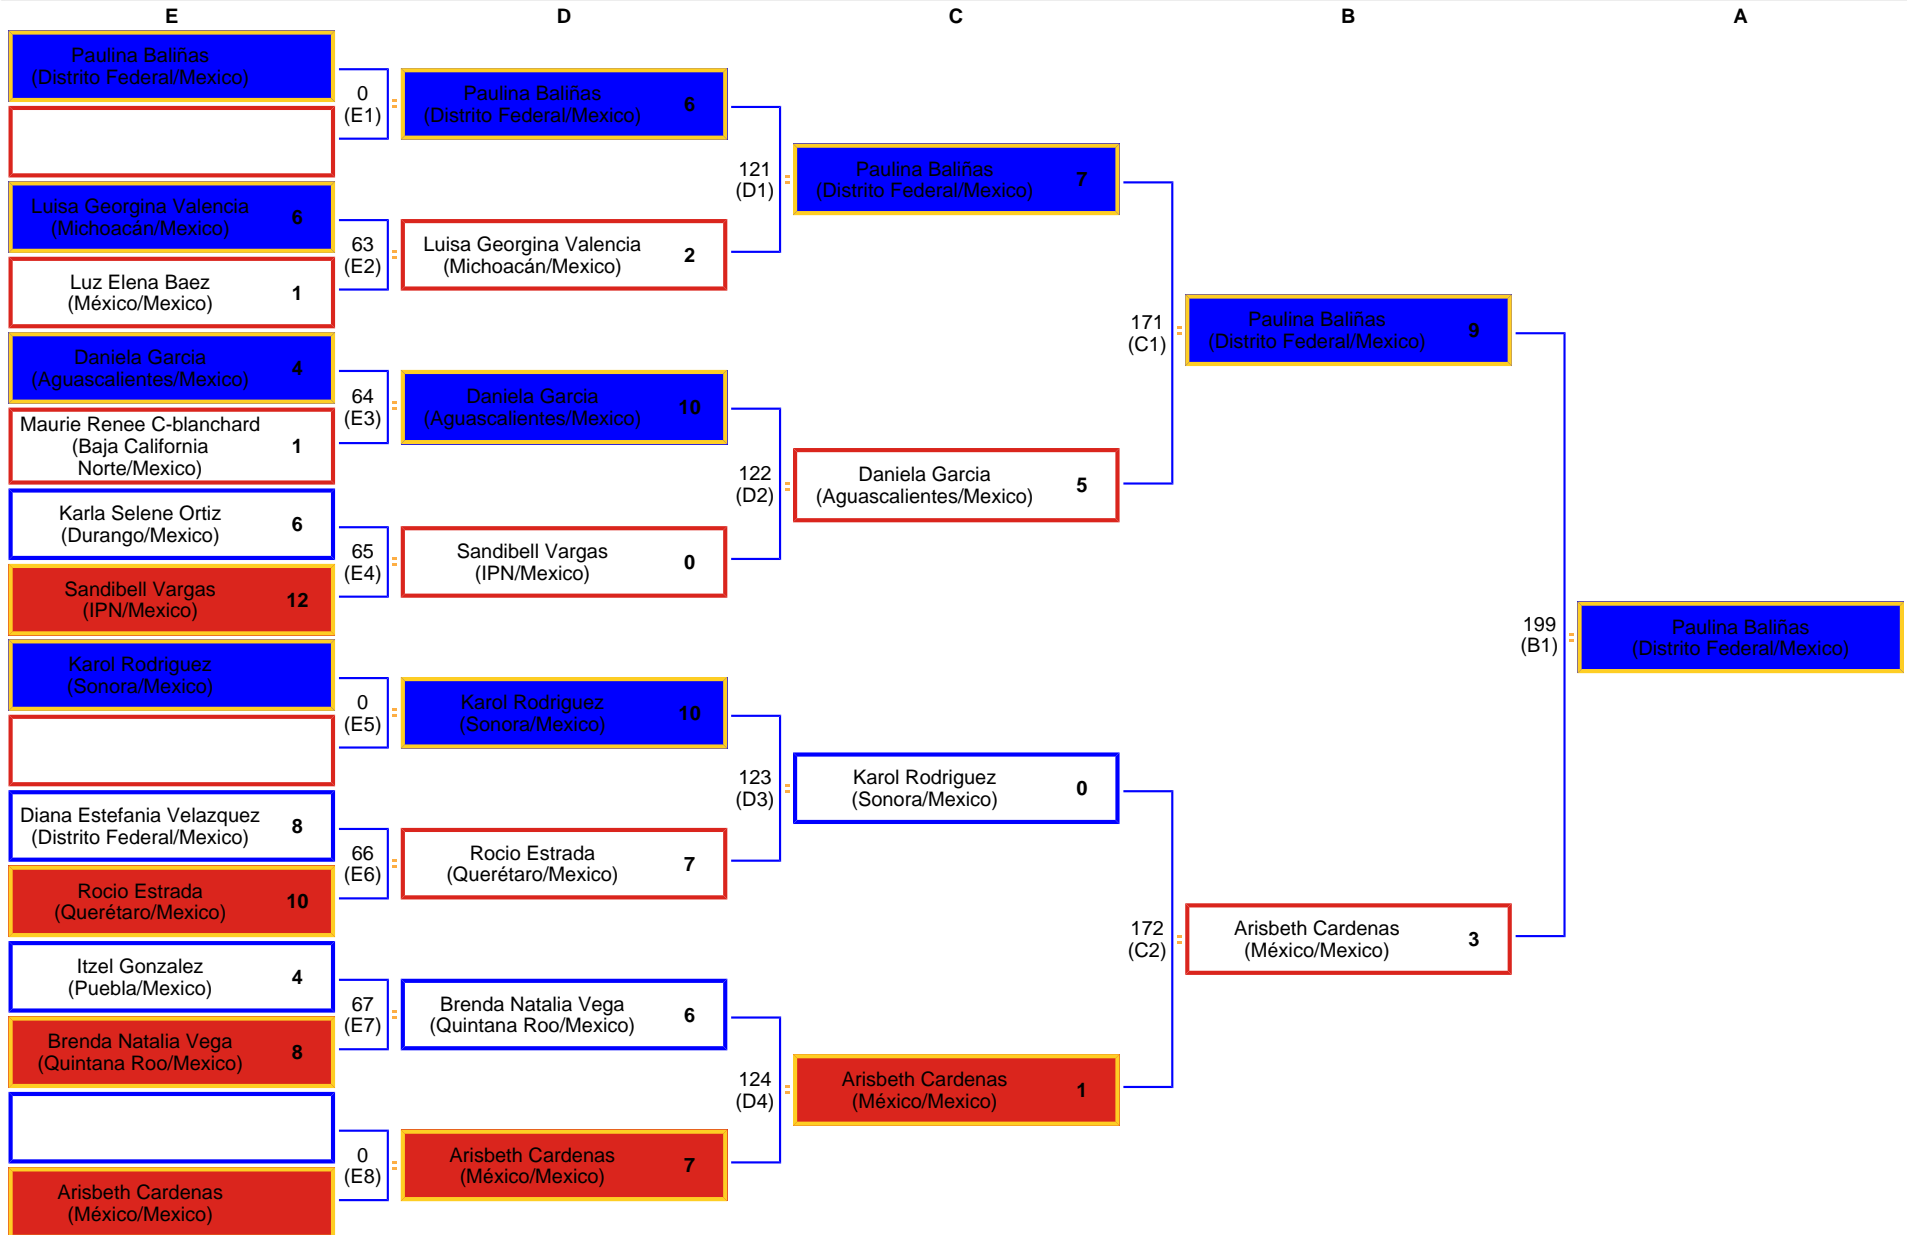 E
D
C
B
A
Paulina Baliñas
(Distrito Federal/Mexico)
0
(E1)
Paulina Baliñas
(Distrito Federal/Mexico)
6
Luisa Georgina Valencia
(Michoacán/Mexico)
6
63
(E2)
Luz Elena Baez
(México/Mexico)
1
Luisa Georgina Valencia
(Michoacán/Mexico)
2
121
(D1)
Paulina Baliñas
(Distrito Federal/Mexico)
7
Daniela Garcia
(Aguascalientes/Mexico)
4
64
(E3)
Maurie Renee C-blanchard
(Baja California
Norte/Mexico)
1
Daniela Garcia
(Aguascalientes/Mexico)
10
Karla Selene Ortiz
(Durango/Mexico)
6
65
(E4)
Sandibell Vargas
(IPN/Mexico)
12
Sandibell Vargas
(IPN/Mexico)
0
122
(D2)
Daniela Garcia
(Aguascalientes/Mexico)
5
171
(C1)
Paulina Baliñas
(Distrito Federal/Mexico)
9
Karol Rodriguez
(Sonora/Mexico)
0
(E5)
Karol Rodriguez
(Sonora/Mexico)
10
Diana Estefania Velazquez
(Distrito Federal/Mexico)
8
66
(E6)
Rocio Estrada
(Querétaro/Mexico)
10
Rocio Estrada
(Querétaro/Mexico)
7
123
(D3)
Karol Rodriguez
(Sonora/Mexico)
0
Itzel Gonzalez
(Puebla/Mexico)
4
67
(E7)
Brenda Natalia Vega
(Quintana Roo/Mexico)
8
Brenda Natalia Vega
(Quintana Roo/Mexico)
6
0
(E8)
Arisbeth Cardenas
(México/Mexico)
Arisbeth Cardenas
(México/Mexico)
7
124
(D4)
Arisbeth Cardenas
(México/Mexico)
1
172
(C2)
Arisbeth Cardenas
(México/Mexico)
3
199
(B1)
Paulina Baliñas
(Distrito Federal/Mexico)